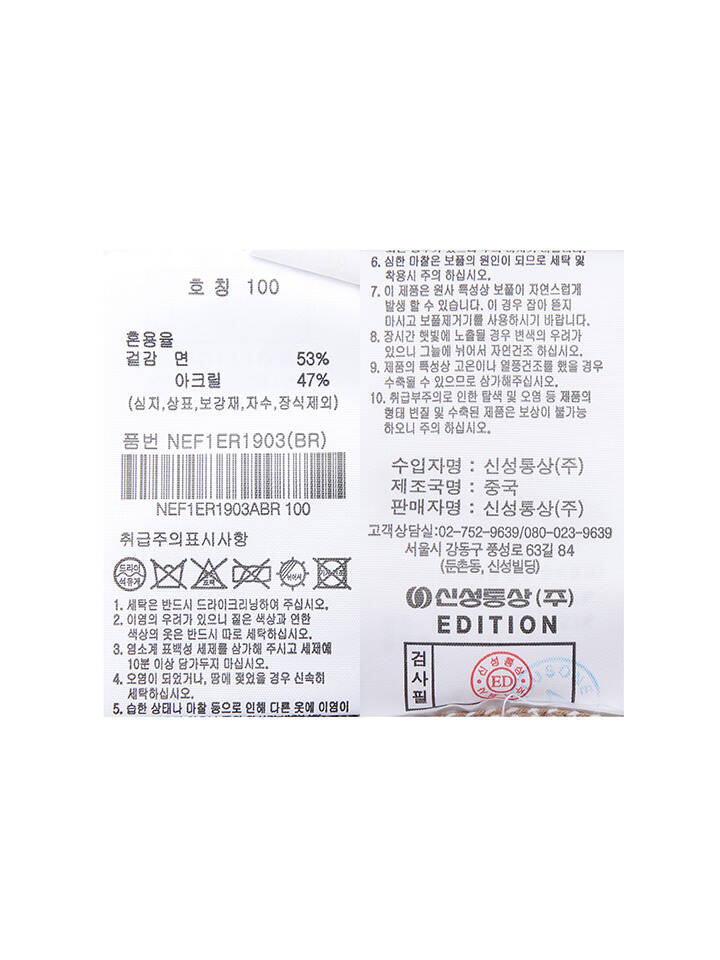 호 칭 100
혼용율
겉감 면 53%
아크릴 47%
(심지,상표,보강재,자수,장식제외)
품번 NEF1ER1903(BR)
NEF1ER1903ABR 100
취급주의표시사항
드라이
석유계
1. 세탁은 반드시 드라이크리닝하여 주십시오.
2. 이염의 우려가 있으니 짙은 색상과 연한
색상의 옷은 반드시 따로 세탁하십시오.
3. 염소계 표백성 세제를 삼가해 주시고 세제에
10분 이상 담가두지 마십시오.
4. 오염이 되었거나, 땀에 젖었을 경우 신속히
세탁하십시오.
5. 습한 상태나 마찰 등으로 인해 다른 옷에 이염이
6. 심한 마찰은 보풀의 원인이 되므로 세탁 및
착용시 주의 하십시오.
7. 이 제품은 원사 특성상 보풀이 자연스럽게
발생 할 수 있습니다. 이 경우 잡아 뜯지
마시고 보풀제거기를 사용하시기 바랍니다.
8. 장시간 햇빛에 노출될 경우 변색의 우려가
있으니 그늘에 뉘어서 자연건조 하십시오.
9. 제품의 특성상 고온이나 열풍건조를 했을 경우
수축될 수 있으므로 삼가해주십시오.
10. 취급부주의로 인한 탈색 및 오염 등 제품의
형태 변질 및 수축된 제품은 보상이 불가능
하오니 주의 하십시오.
수입자명 : 신성통상(주)
제조국명 : 중국
판매자명 : 신성통상(주)
고객상담실:02-752-9639/080-023-9639
서울시 강동구 풍성로 63길 84
(둔촌동, 신성빌딩)
신성통상(주)
EDITION
검사필
신성통상
ED